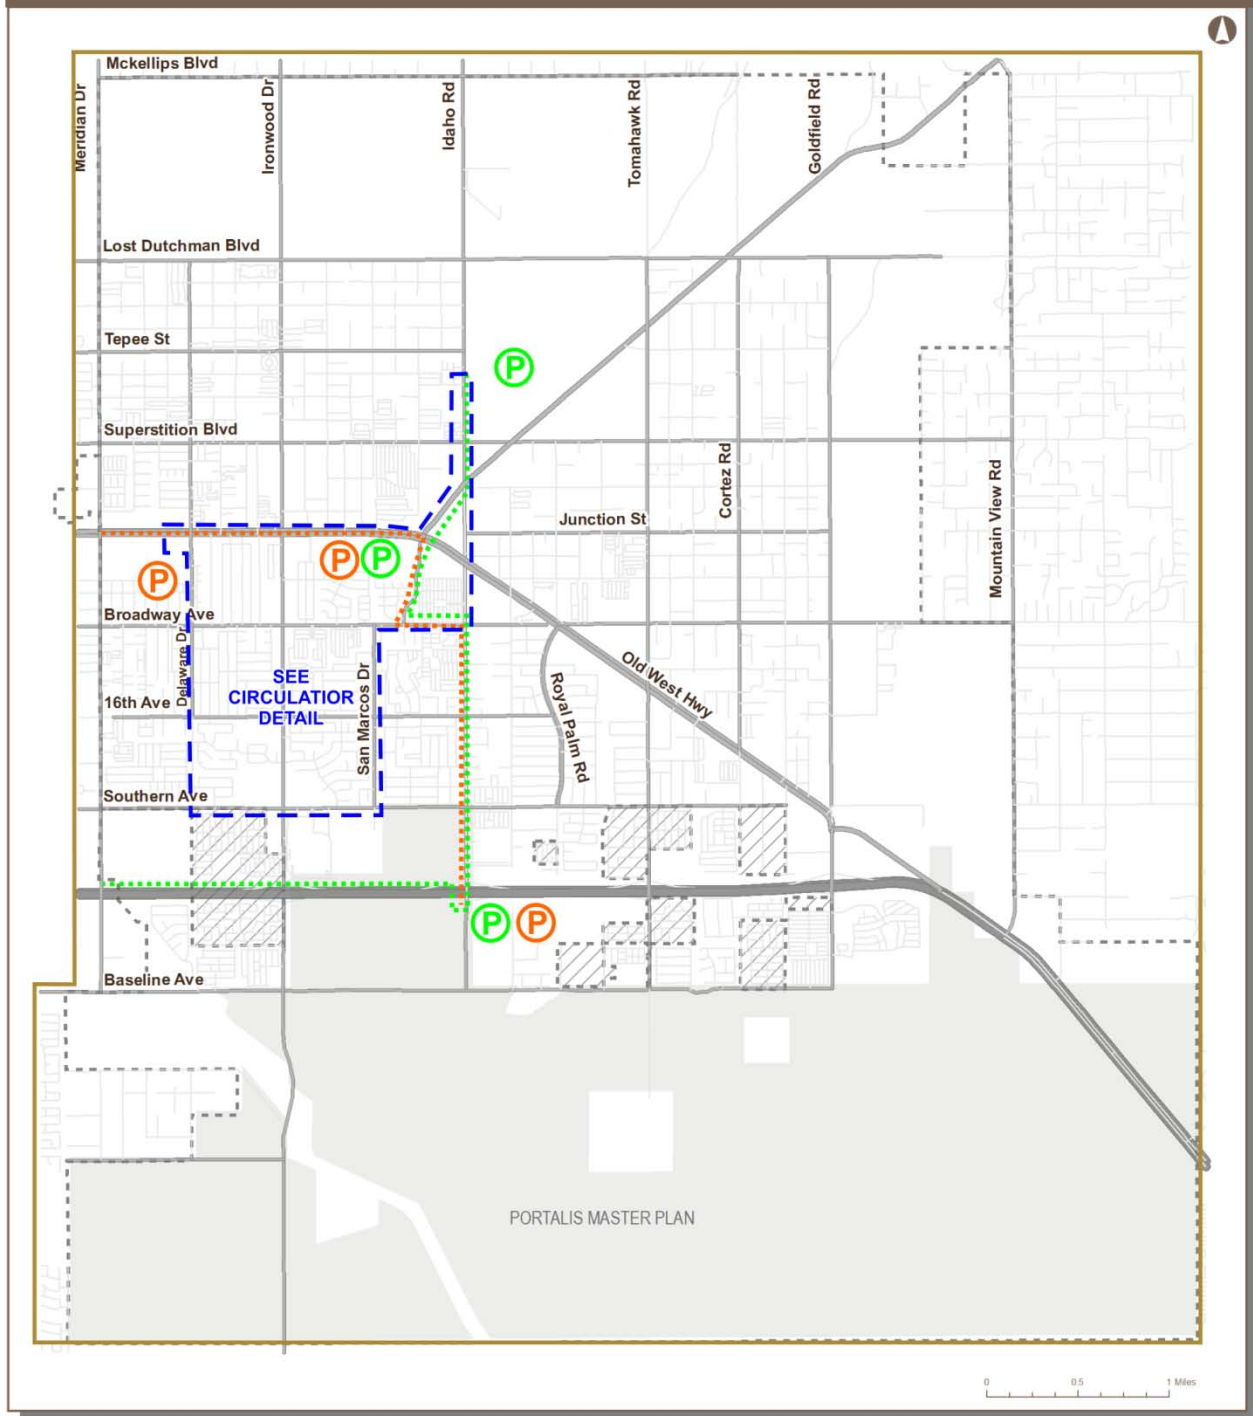 Mckellips Blvd
Meridian Dr
Ironwood Dr
Idaho Rd
Tomahawk Rd
Goldfield Rd
Lost Dutchman Blvd
Tepee St
P
Superstition Blvd
Cortez Rd
Mountain View Rd
Junction St
P
P
P
Broadway Ave
Delaware Dr
SEE
CIRCULATIOR
DETAIL
San Marcos Dr
16th Ave
Royal Palm Rd
Old West Hwy
Southern Ave
P
P
Baseline Ave
PORTALIS MASTER PLAN
0 0.5 1 Miles